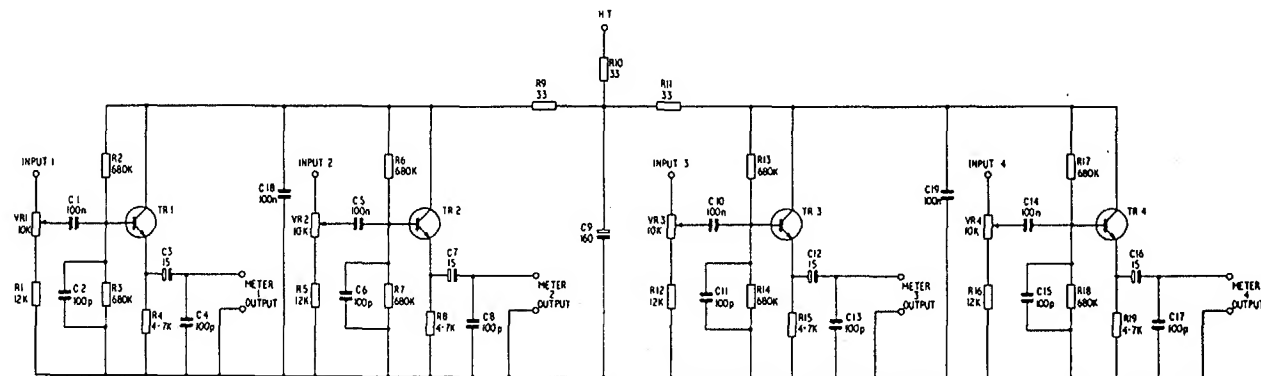 HT
R10
33
R9
33
R11
33
INPUT 1
R2
680K
C1
100n
VR1
10K
TR1
C3
15
R1
12K
C2
100p
R3
680K
R4
4·7K
C4
100p
METER
1
OUTPUT
C18
100n
INPUT 2
R6
680K
C5
100n
VR2
10K
TR2
C7
15
R5
12K
C6
100p
R7
680K
R8
4·7K
C8
100p
METER
2
OUTPUT
C9
160
INPUT 3
R13
680K
C10
100n
VR3
10K
TR3
C12
15
R12
12K
C11
100p
R14
680K
R15
4·7K
C13
100p
METER
3
OUTPUT
C19
100n
INPUT 4
R17
680K
C14
100n
VR4
10K
TR4
C16
15
R16
12K
C15
100p
R18
680K
R19
4·7K
C17
100p
METER
4
OUTPUT